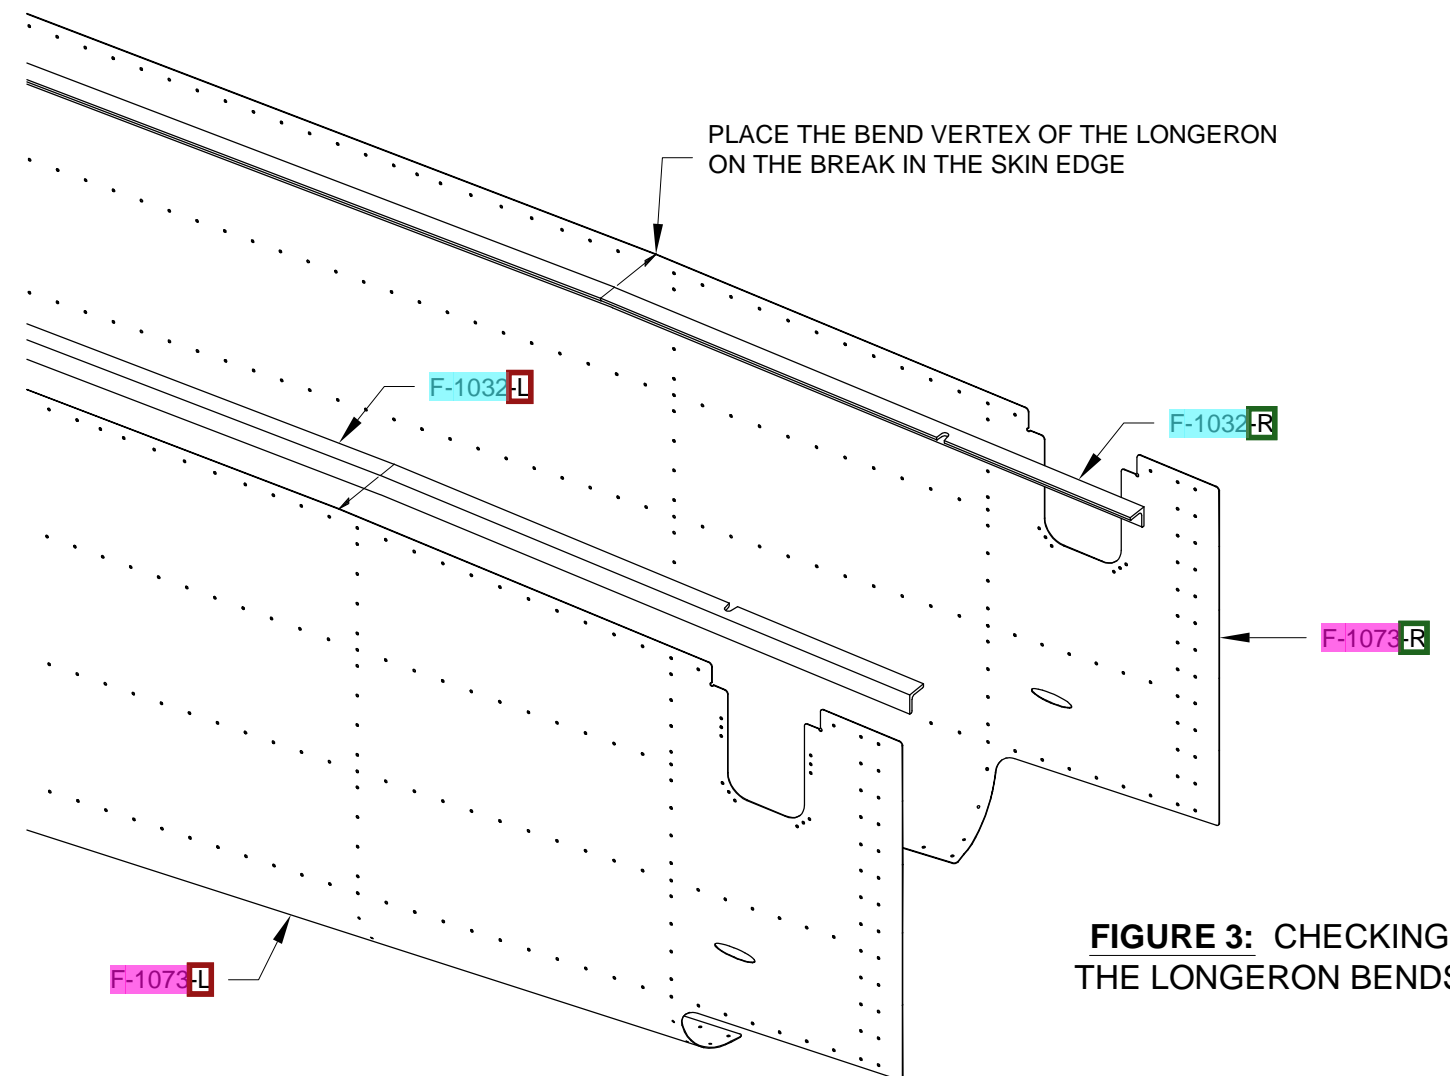 PLACE THE BEND VERTEX OF THE LONGERON
ON THE BREAK IN THE SKIN EDGE
F-1032-L
F-1032-R
F-1073-R
F-1073-L
FIGURE 3: CHECKING
THE LONGERON BENDS